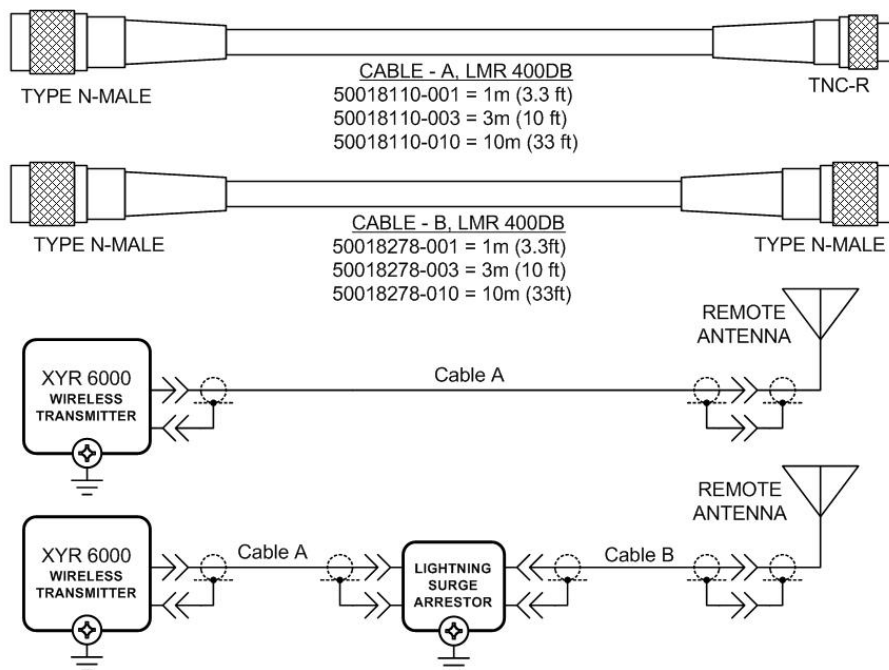 CABLE - A, LMR 400DB
TYPE N-MALE
TNC-R
50018110-001 = 1m (3.3 ft)
50018110-003 = 3m (10 ft)
50018110-010 = 10m (33 ft)
CABLE - B, LMR 400DB
TYPE N-MALE
TYPE N-MALE
50018278-001 = 1m (3.3ft)
50018278-003 = 3m (10 ft)
50018278-010 = 10m (33ft)
REMOTE
ANTENNA
XYR 6000
WIRELESS
TRANSMITTER
Cable A
REMOTE
ANTENNA
XYR 6000
WIRELESS
TRANSMITTER
Cable A
LIGHTNING
SURGE
ARRESTOR
Cable B